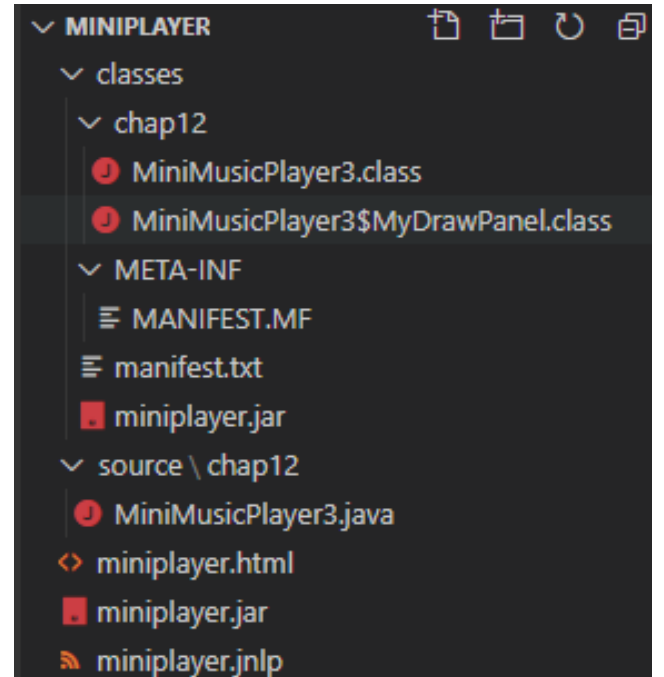 MINIPLAYER
classes
chap12
MiniMusicPlayer3.class
MiniMusicPlayer3$MyDrawPanel.class
META-INF
MANIFEST.MF
manifest.txt
miniplayer.jar
source \ chap12
MiniMusicPlayer3.java
miniplayer.html
miniplayer.jar
miniplayer.jnlp